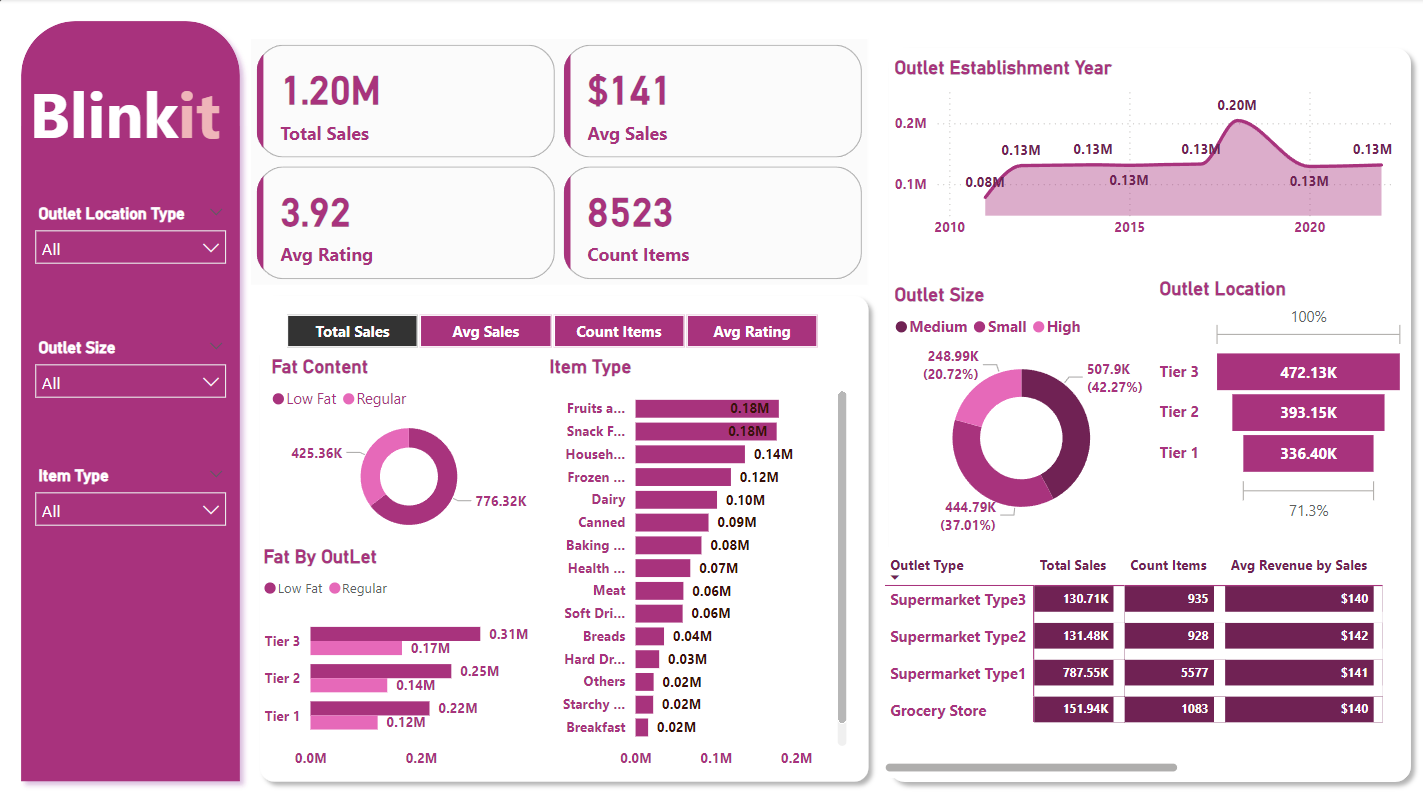 Blinkit
Outlet Location Type
All
Outlet Size
All
Item Type
All
1.20M
Total Sales
$141
Avg Sales
3.92
Avg Rating
8523
Count Items
Total Sales
Avg Sales
Count Items
Avg Rating
Fat Content
Low Fat
Regular
425.36K
776.32K
Fat By OutLet
Low Fat
Regular
Tier 3
0.31M
0.17M
Tier 2
0.25M
0.14M
Tier 1
0.22M
0.12M
0.0M
0.2M
Item Type
Fruits a...
0.18M
Snack F...
0.18M
Househ...
0.14M
Frozen ...
0.12M
Dairy
0.10M
Canned
0.09M
Baking ...
0.08M
Health ...
0.07M
Meat
0.06M
Soft Dri...
0.06M
Breads
0.04M
Hard Dr...
0.03M
Others
0.02M
Starchy ...
0.02M
Breakfast
0.02M
0.0M
0.1M
0.2M
Outlet Establishment Year
0.2M
0.1M
0.08M
0.13M
0.13M
0.13M
0.13M
0.20M
0.13M
0.13M
2010
2015
2020
Outlet Size
Medium
Small
High
248.99K
(20.72%)
507.9K
(42.27%)
444.79K
(37.01%)
Outlet Location
100%
Tier 3
472.13K
Tier 2
393.15K
Tier 1
336.40K
71.3%
Outlet Type Total Sales Count Items Avg Revenue by Sales
Supermarket Type3 130.71K 935 $140
Supermarket Type2 131.48K 928 $142
Supermarket Type1 787.55K 5577 $141
Grocery Store 151.94K 1083 $140